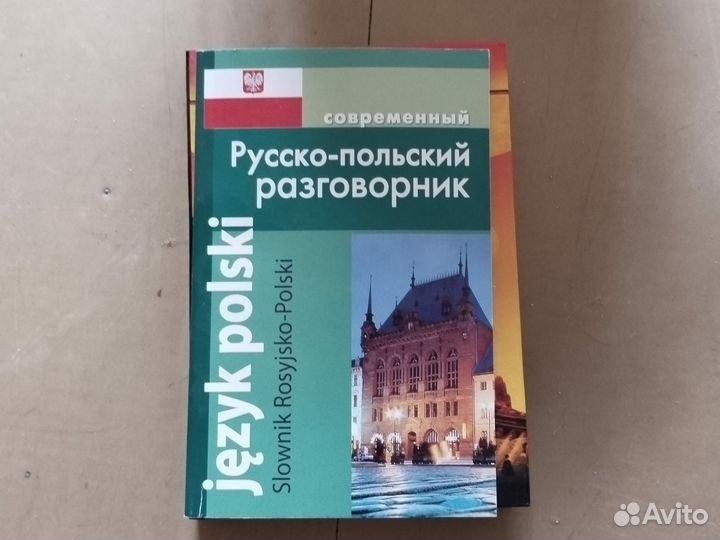 современный
Русско-польский
разговорник
język polski
Slownik Rosyjsko-Polski
Avito